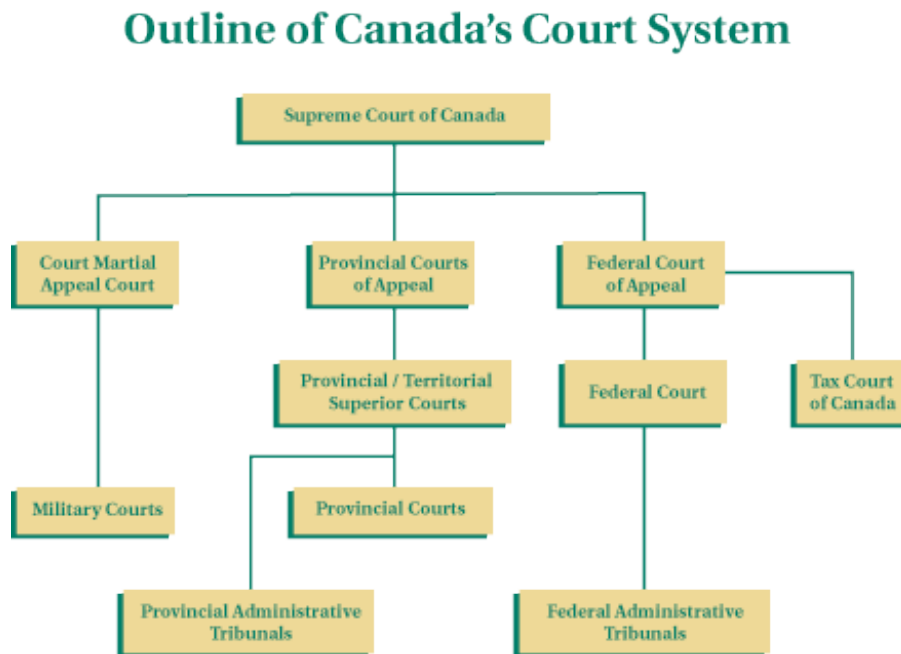 Outline of Canada's Court System
Supreme Court of Canada
Court Martial
Appeal Court
Provincial Courts
of Appeal
Federal Court
of Appeal
Provincial / Territorial
Superior Courts
Federal Court
Tax Court
of Canada
Military Courts
Provincial Courts
Provincial Administrative
Tribunals
Federal Administrative
Tribunals